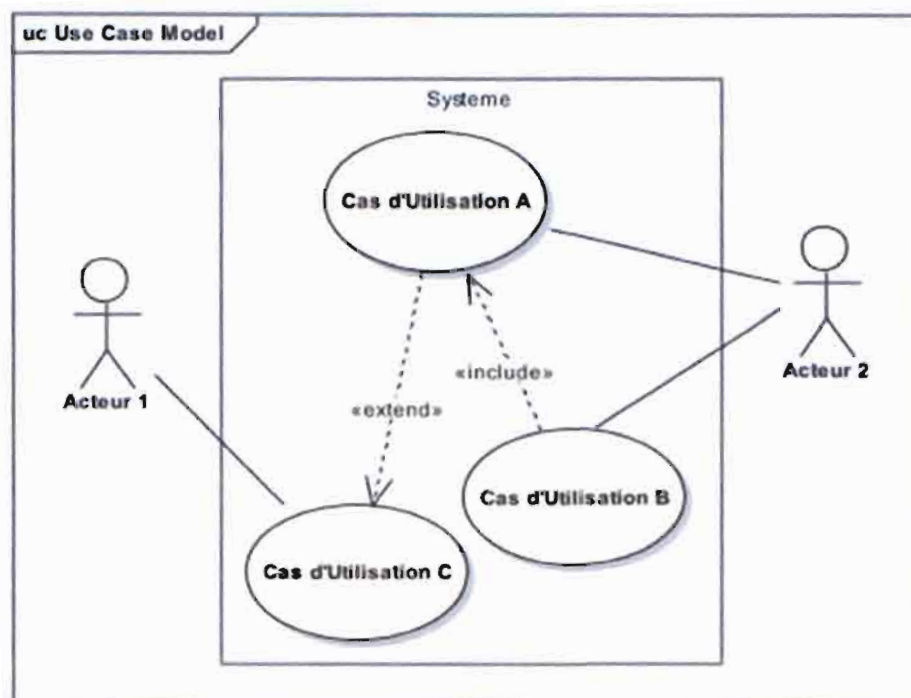 uc Use Case Model
Systeme
Cas d'Utilisation A
Acteur 1
Acteur 2
«include»
«extend»
Cas d'Utilisation B
Cas d'Utilisation C